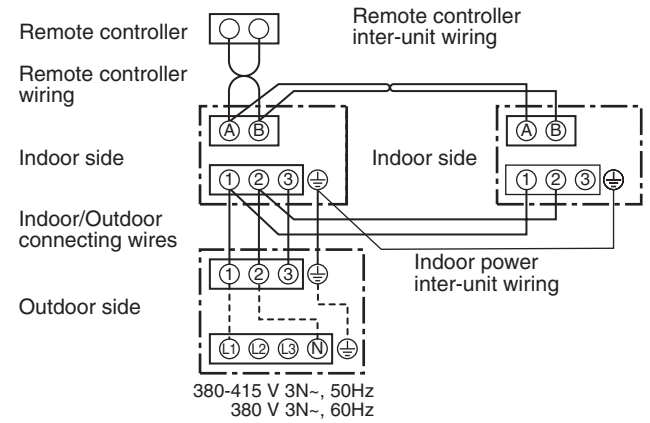 Remote controller
Remote controller
inter-unit wiring
Remote controller
wiring
A B
A B
Indoor side
Indoor side
1 2 3
1 2 3
Indoor/Outdoor
connecting wires
Indoor power
inter-unit wiring
1 2 3
Outdoor side
L1 L2 L3 N
380-415 V 3N~, 50Hz
380 V 3N~, 60Hz